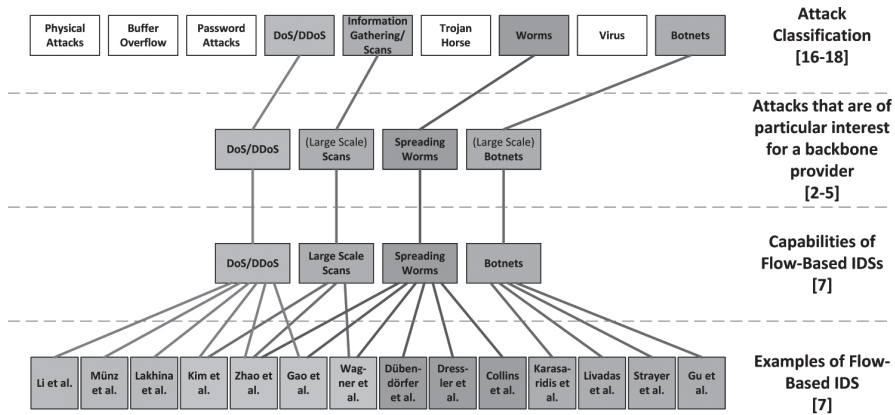 Physical
Attacks
Buffer
Overflow
Password
Attacks
DoS/DDoS
Information
Gathering/
Scans
Trojan
Horse
Worms
Virus
Botnets
Attack
Classification
[16-18]
DoS/DDoS
(Large Scale)
Scans
Spreading
Worms
(Large Scale)
Botnets
Attacks that are of
particular interest
for a backbone
provider
[2-5]
DoS/DDoS
Large Scale
Scans
Spreading
Worms
Botnets
Capabilities of
Flow-Based IDSs
[7]
Li et al.
Münz
et al.
Lakhina
et al.
Kim et
al.
Zhao et
al.
Gao et
al.
Wag-
ner et
al.
Düben-
dörfer
et al.
Dress-
ler et
al.
Collins
et al.
Karasa-
ridis et
al.
Livadas
et al.
Strayer
et al.
Gu et
al.
Examples of Flow-
Based IDS
[7]